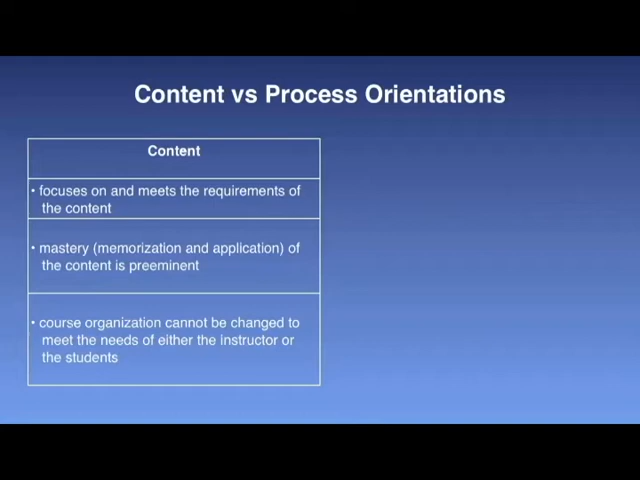 Content vs Process Orientations
Content
• focuses on and meets the requirements of
the content
• mastery (memorization and application) of
the content is preeminent
• course organization cannot be changed to
meet the needs of either the instructor or
the students